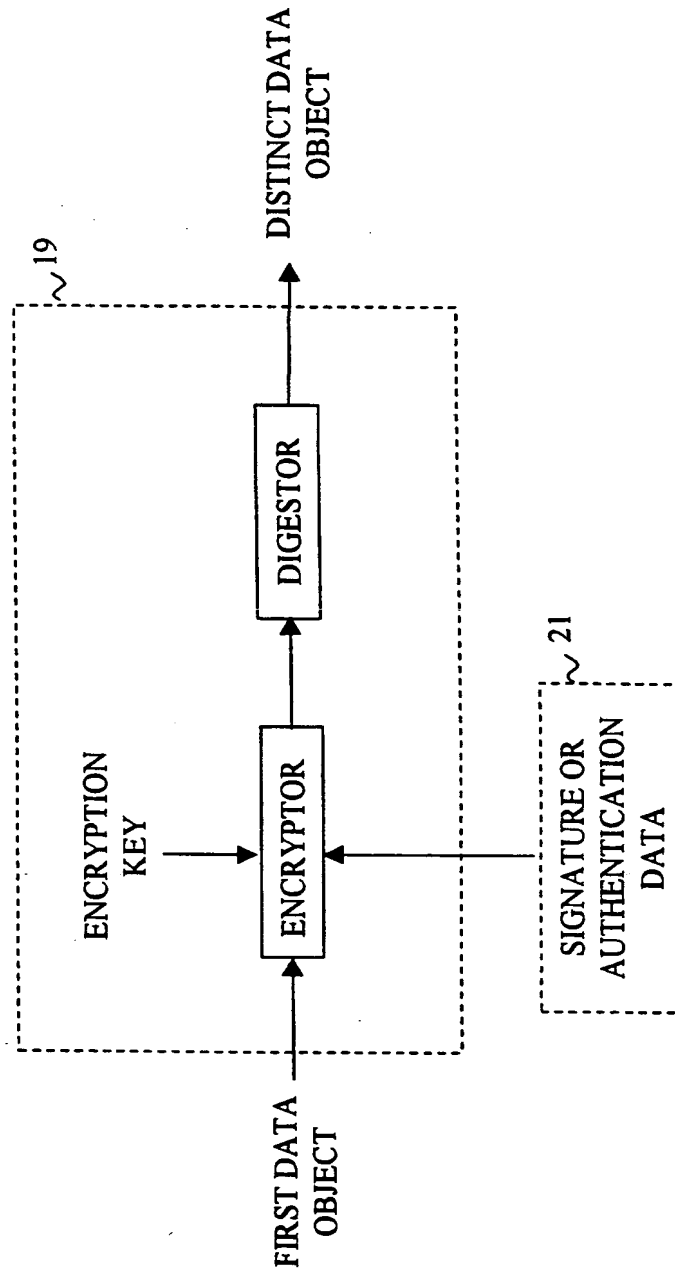 19
ENCRYPTION
KEY
FIRST DATA
OBJECT
ENCRYPTOR
DIGESTOR
DISTINCT DATA
OBJECT
21
SIGNATURE OR
AUTHENTICATION
DATA